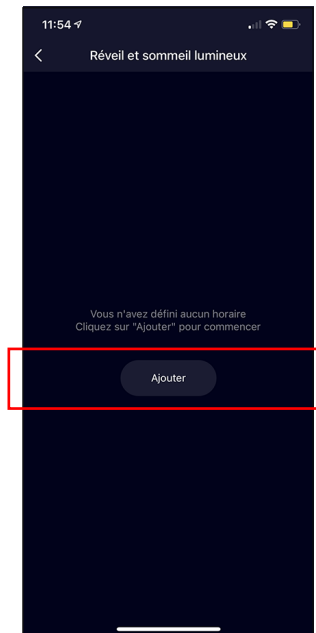 11:54
Réveil et sommeil lumineux
Vous n'avez défini aucun horaire
Cliquez sur "Ajouter" pour commencer
Ajouter